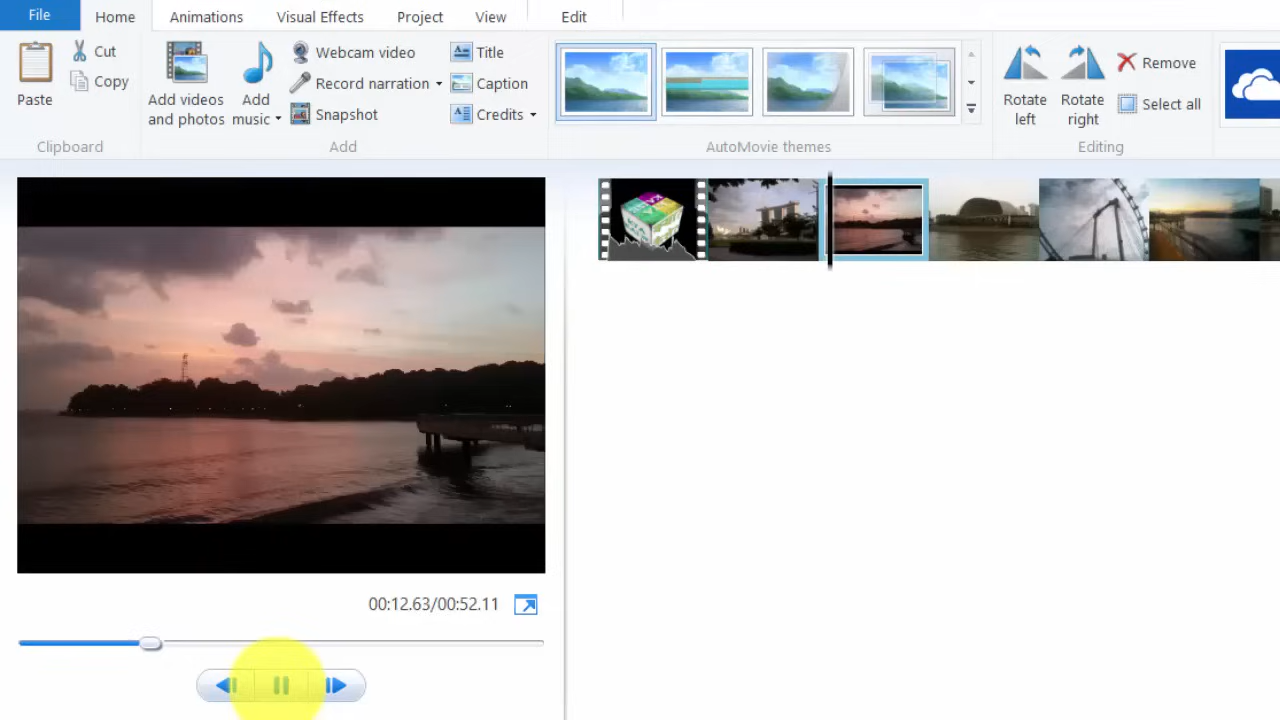 File
Home
Animations
Visual Effects
Project
View
Edit
Paste
Cut
Copy
Clipboard
Add videos
and photos
Add
music
Webcam video
Record narration
Snapshot
Title
Caption
Credits
Add
AutoMovie themes
Rotate
left
Rotate
right
Remove
Select all
Editing
00:12.63/00:52.11